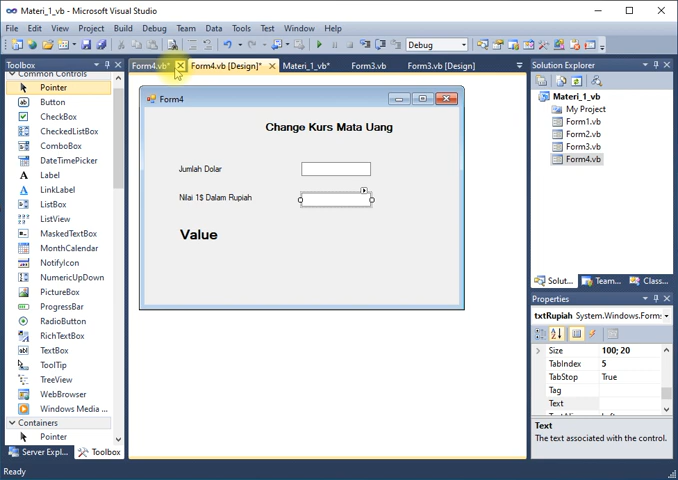 Materi_1_vb - Microsoft Visual Studio
File Edit View Project Build Debug Team Data Tools Test Window Help
Debug
Toolbox
Form4.vb*
Form4.vb [Design]*
Materi_1_vb*
Form3.vb
Form3.vb [Design]
Solution Explorer
Common Controls
Pointer
Button
CheckBox
CheckedListBox
ComboBox
DateTimePicker
Label
LinkLabel
ListBox
ListView
MaskedTextBox
MonthCalendar
NotifyIcon
NumericUpDown
PictureBox
ProgressBar
RadioButton
RichTextBox
TextBox
ToolTip
TreeView
WebBrowser
Windows Media ...
Containers
Pointer
Server Expl...
Toolbox
Form4
Change Kurs Mata Uang
Jumlah Dolar
Nilai 1$ Dalam Rupiah
Value
Materi_1_vb
My Project
Form1.vb
Form2.vb
Form3.vb
Form4.vb
Solut...
Team...
Class...
Properties
txtRupiah System.Windows.Form:
Size 100; 20
TabIndex 5
TabStop True
Tag
Text
Text
The text associated with the control.
Ready